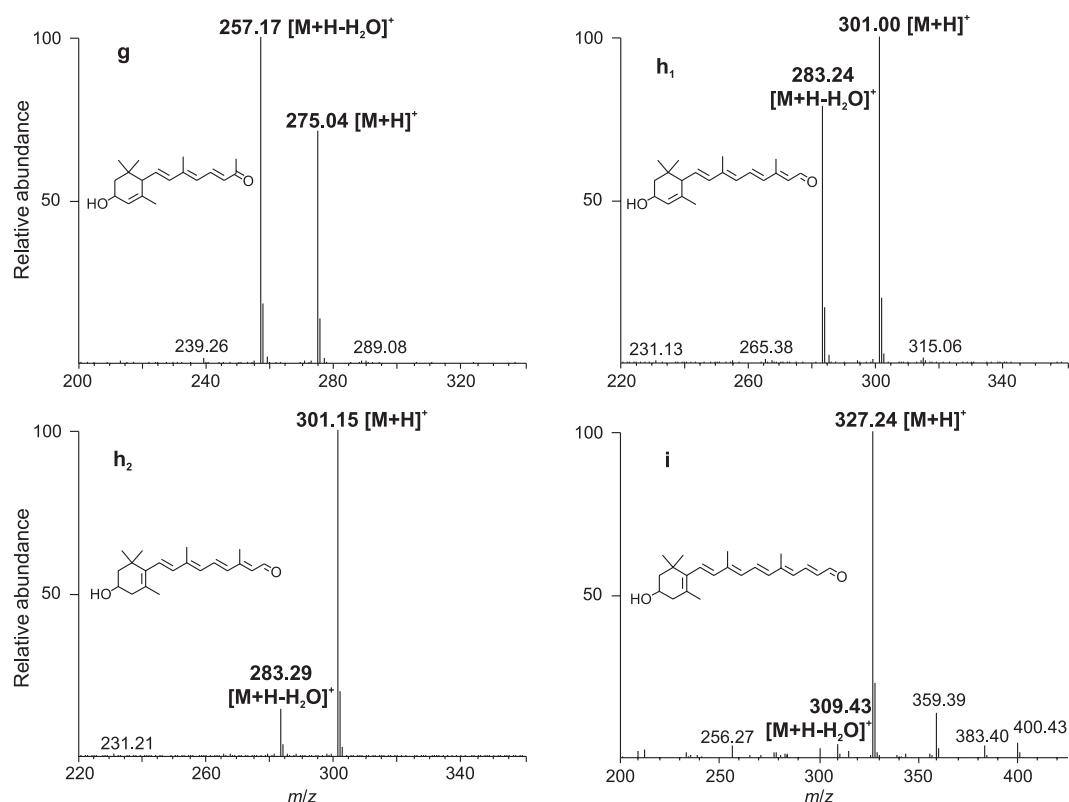 g
257.17 [M+H-H₂O]⁺
275.04 [M+H]⁺
Relative abundance
100
50
O
HO
239.26
289.08
200
240
280
320
h₁
301.00 [M+H]⁺
283.24
[M+H-H₂O]⁺
100
50
O
HO
231.13
265.38
315.06
220
260
300
340
h₂
301.15 [M+H]⁺
Relative abundance
100
50
O
HO
283.29
[M+H-H₂O]⁺
231.21
220
260
300
340
m/z
i
327.24 [M+H]⁺
100
50
O
HO
309.43
[M+H-H₂O]⁺
256.27
359.39
383.40
400.43
200
250
300
350
400
m/z